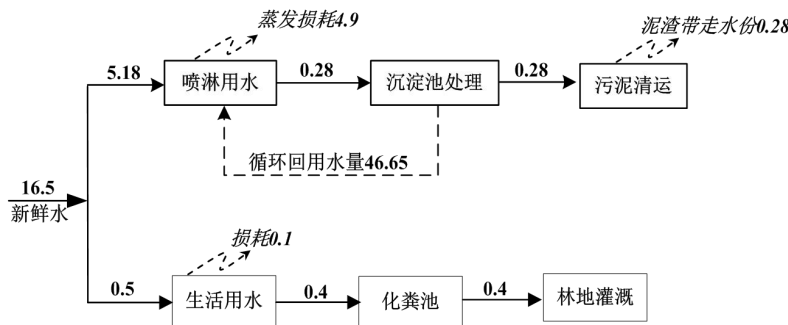 蒸发损耗4.9
泥渣带走水份0.28
5.18
喷淋用水
0.28
沉淀池处理
0.28
污泥清运
循环回用水量46.65
16.5
新鲜水
损耗0.1
0.5
生活用水
0.4
化粪池
0.4
林地灌溉